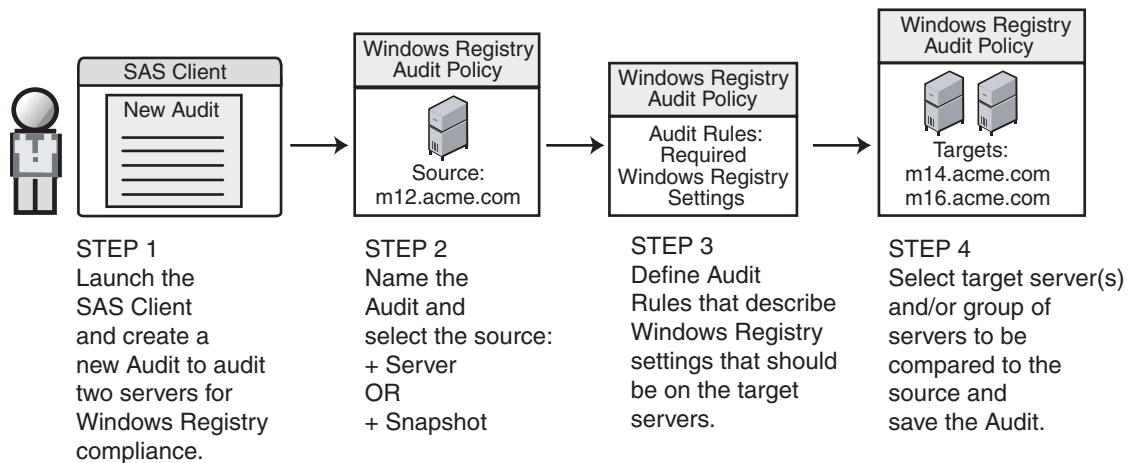 SAS Client
New Audit
Windows Registry
Audit Policy
Source:
m12.acme.com
Windows Registry
Audit Policy
Audit Rules:
Required
Windows Registry
Settings
Windows Registry
Audit Policy
Targets:
m14.acme.com
m16.acme.com
STEP 1
Launch the
SAS Client
and create a
new Audit to audit
two servers for
Windows Registry
compliance.
STEP 2
Name the
Audit and
select the source:
+ Server
OR
+ Snapshot
STEP 3
Define Audit
Rules that describe
Windows Registry
settings that should
be on the target
servers.
STEP 4
Select target server(s)
and/or group of
servers to be
compared to the
source and
save the Audit.